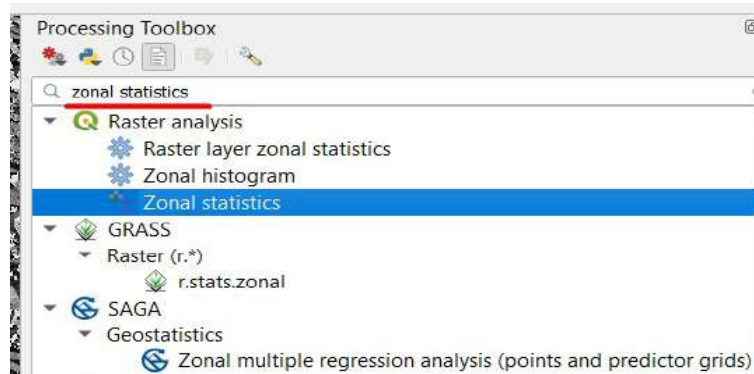 Processing Toolbox
zonal statistics
Raster analysis
Raster layer zonal statistics
Zonal histogram
Zonal statistics
GRASS
Raster (r.*)
r.stats.zonal
SAGA
Geostatistics
Zonal multiple regression analysis (points and predictor grids)